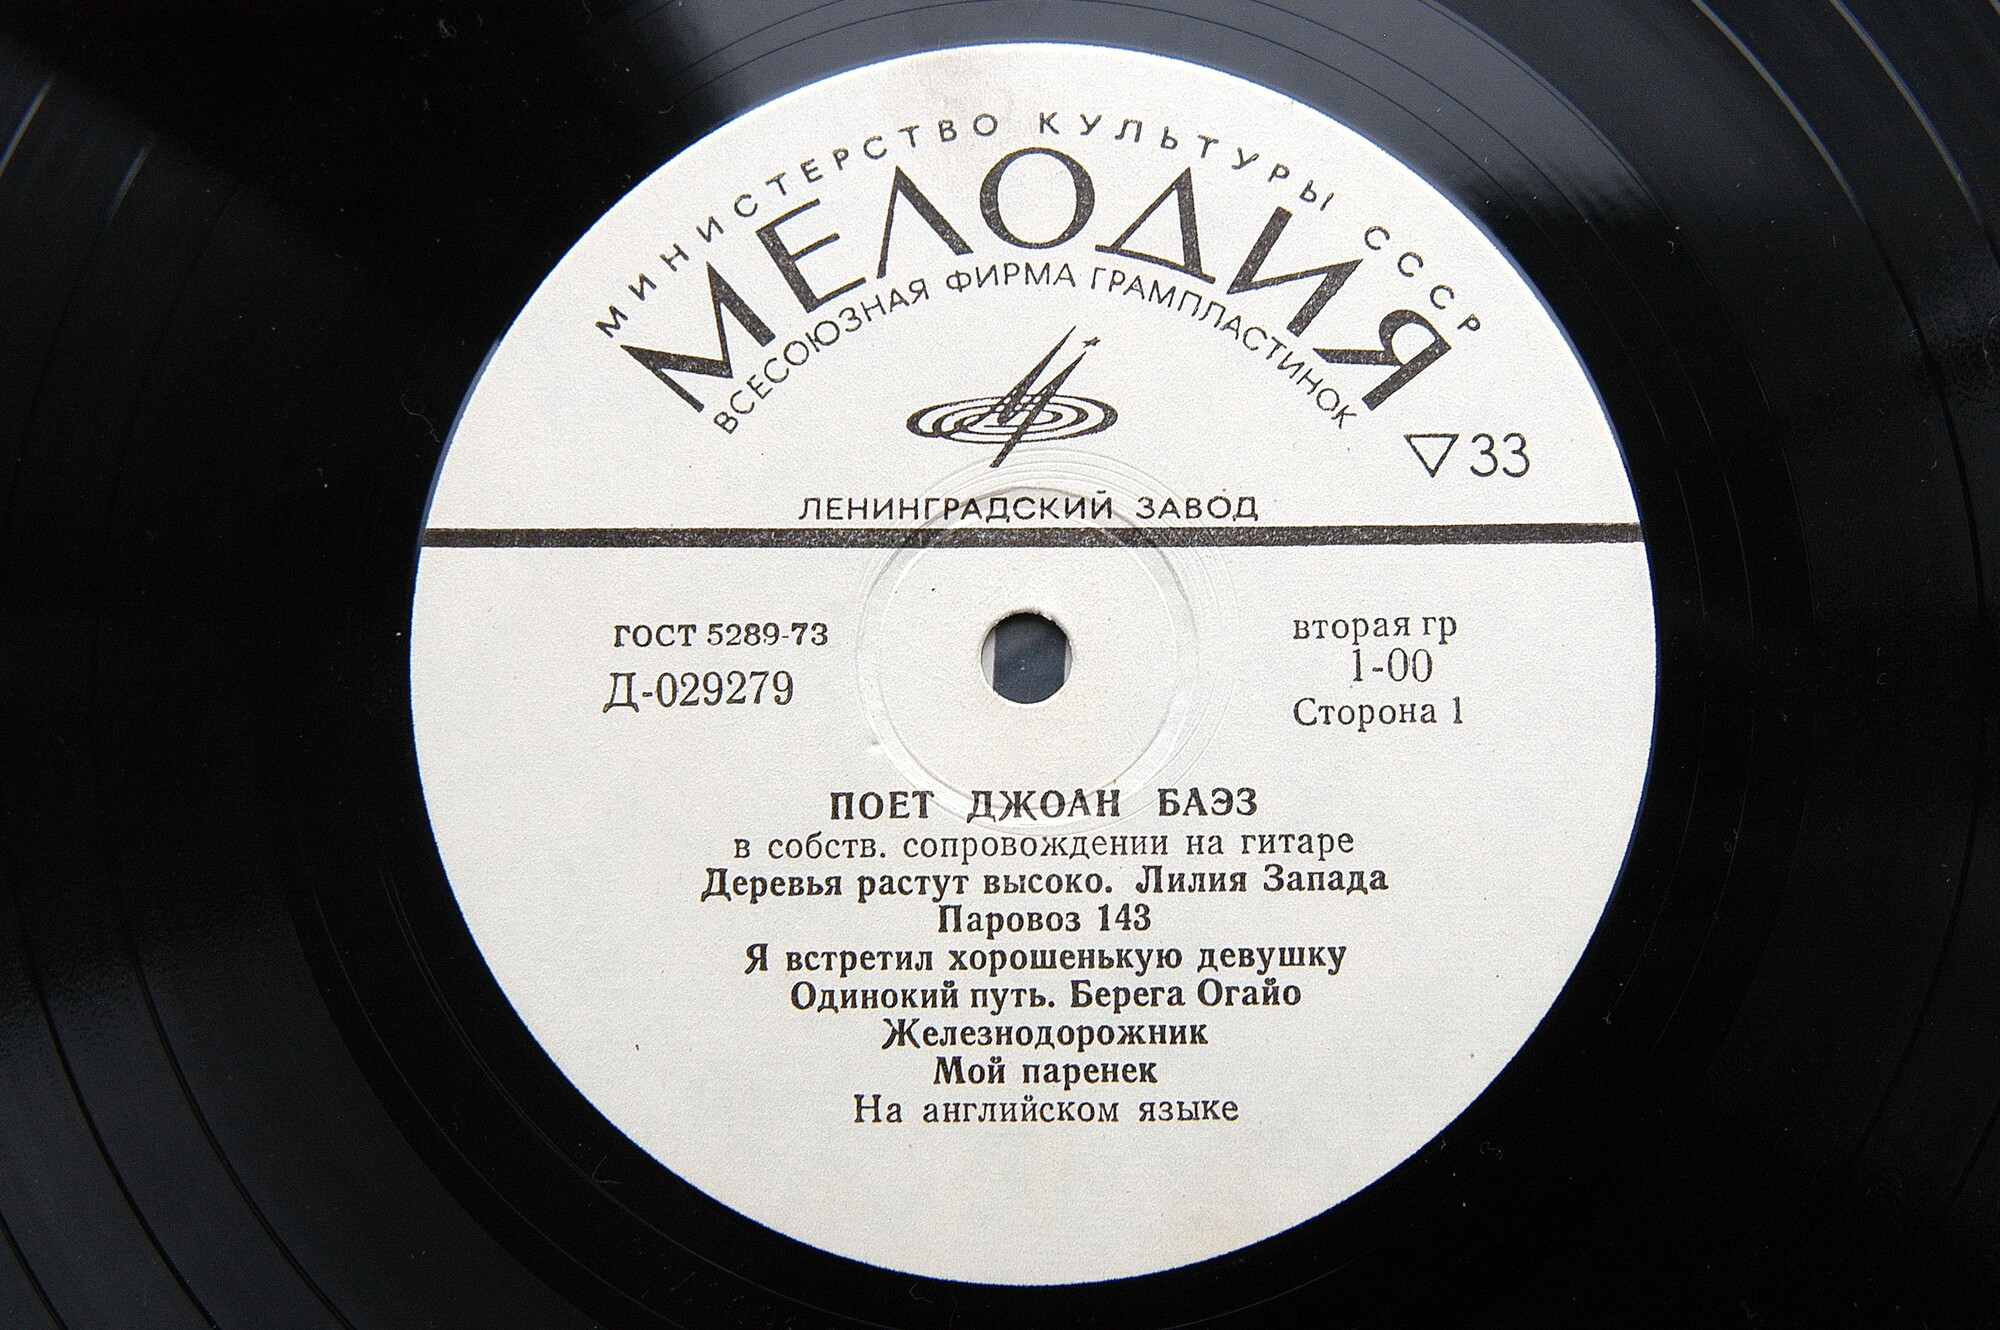 МИНИСТЕРСТВО КУЛЬТУРЫ СССР
МЕЛОДИЯ
ВСЕСОЮЗНАЯ ФИРМА ГРАМПЛАСТИНОК
▽33
ЛЕНИНГРАДСКИЙ ЗАВОД
ГОСТ 5289-73
Д-029279
вторая гр
1-00
Сторона 1
ПОЕТ ДЖОАН БАЭЗ
в собств. сопровождении на гитаре
Деревья растут высоко. Лилия Запада
Паровоз 143
Я встретил хорошенькую девушку
Одинокий путь. Берега Огайо
Железнодорожник
Мой паренек
На английском языке